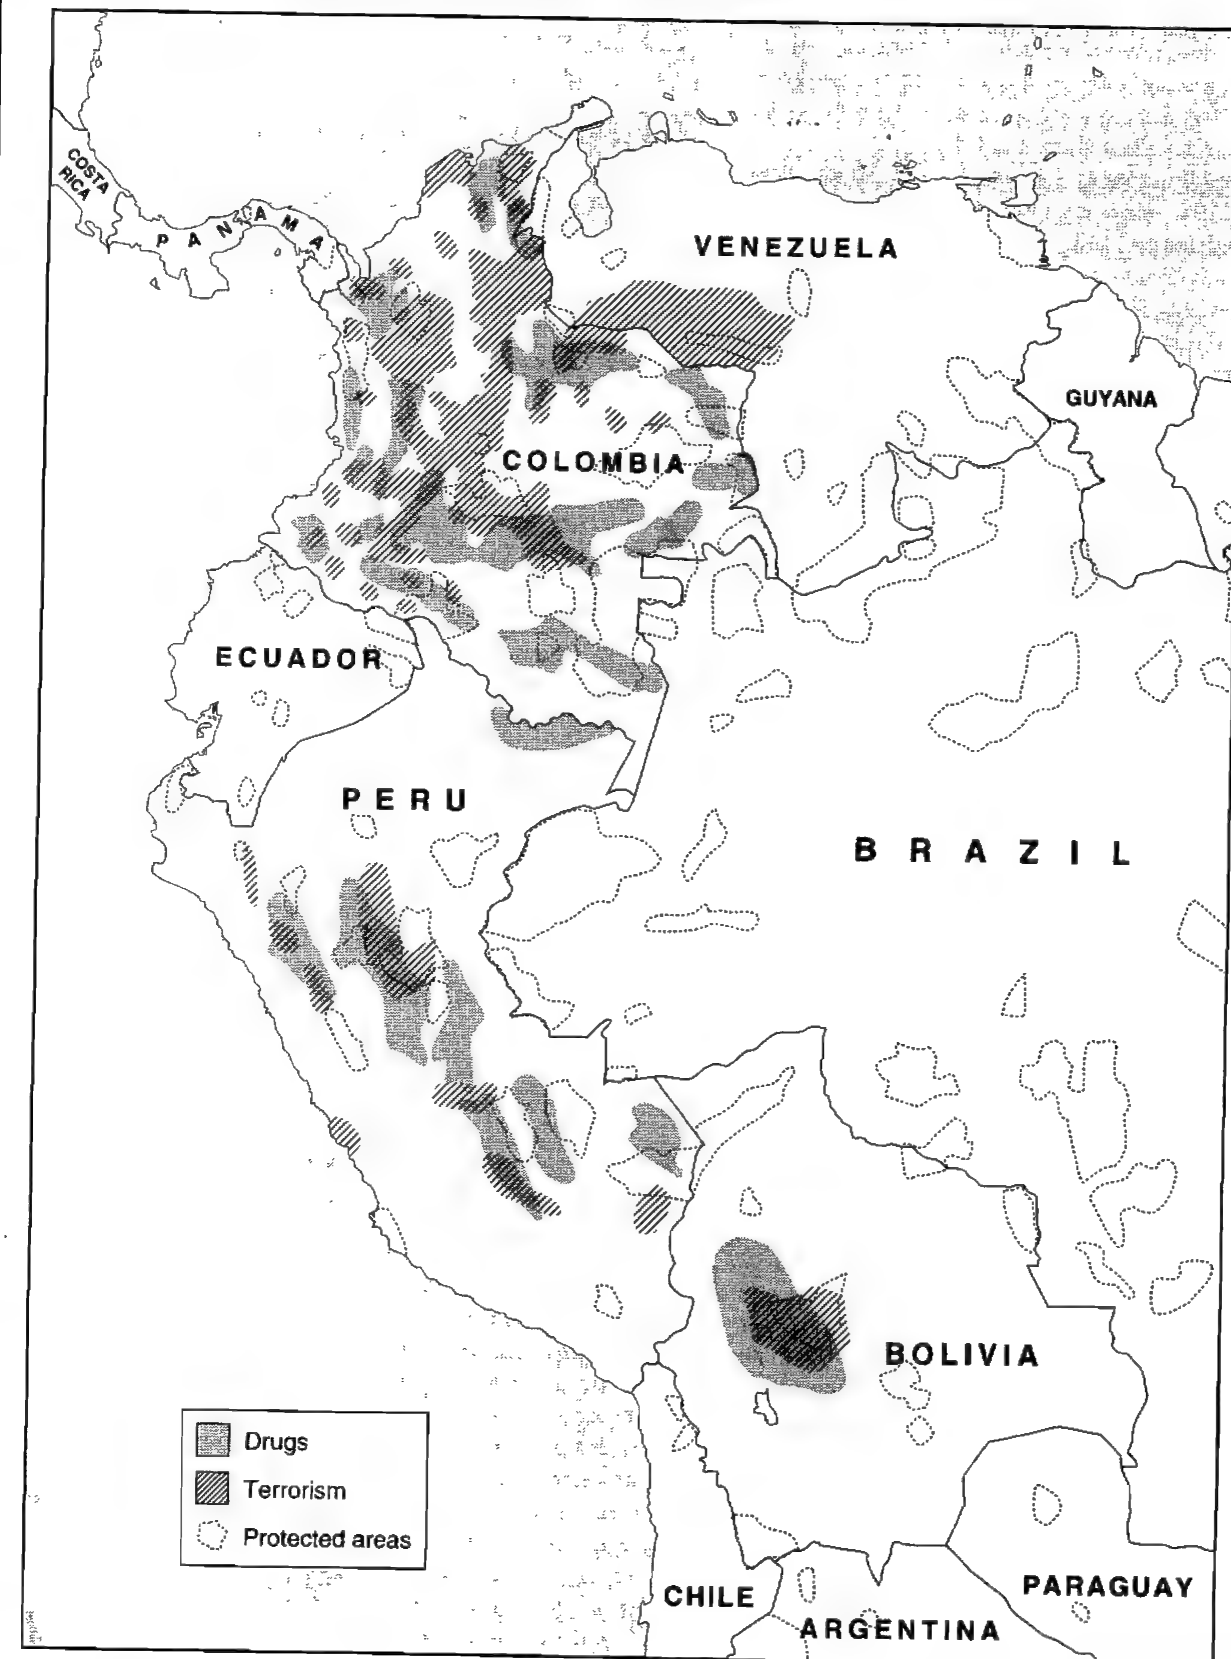 COSTA
RICA
PANAMA
VENEZUELA
GUYANA
COLOMBIA
ECUADOR
PERU
BRAZIL
BOLIVIA
Drugs
Terrorism
Protected areas
CHILE
PARAGUAY
ARGENTINA